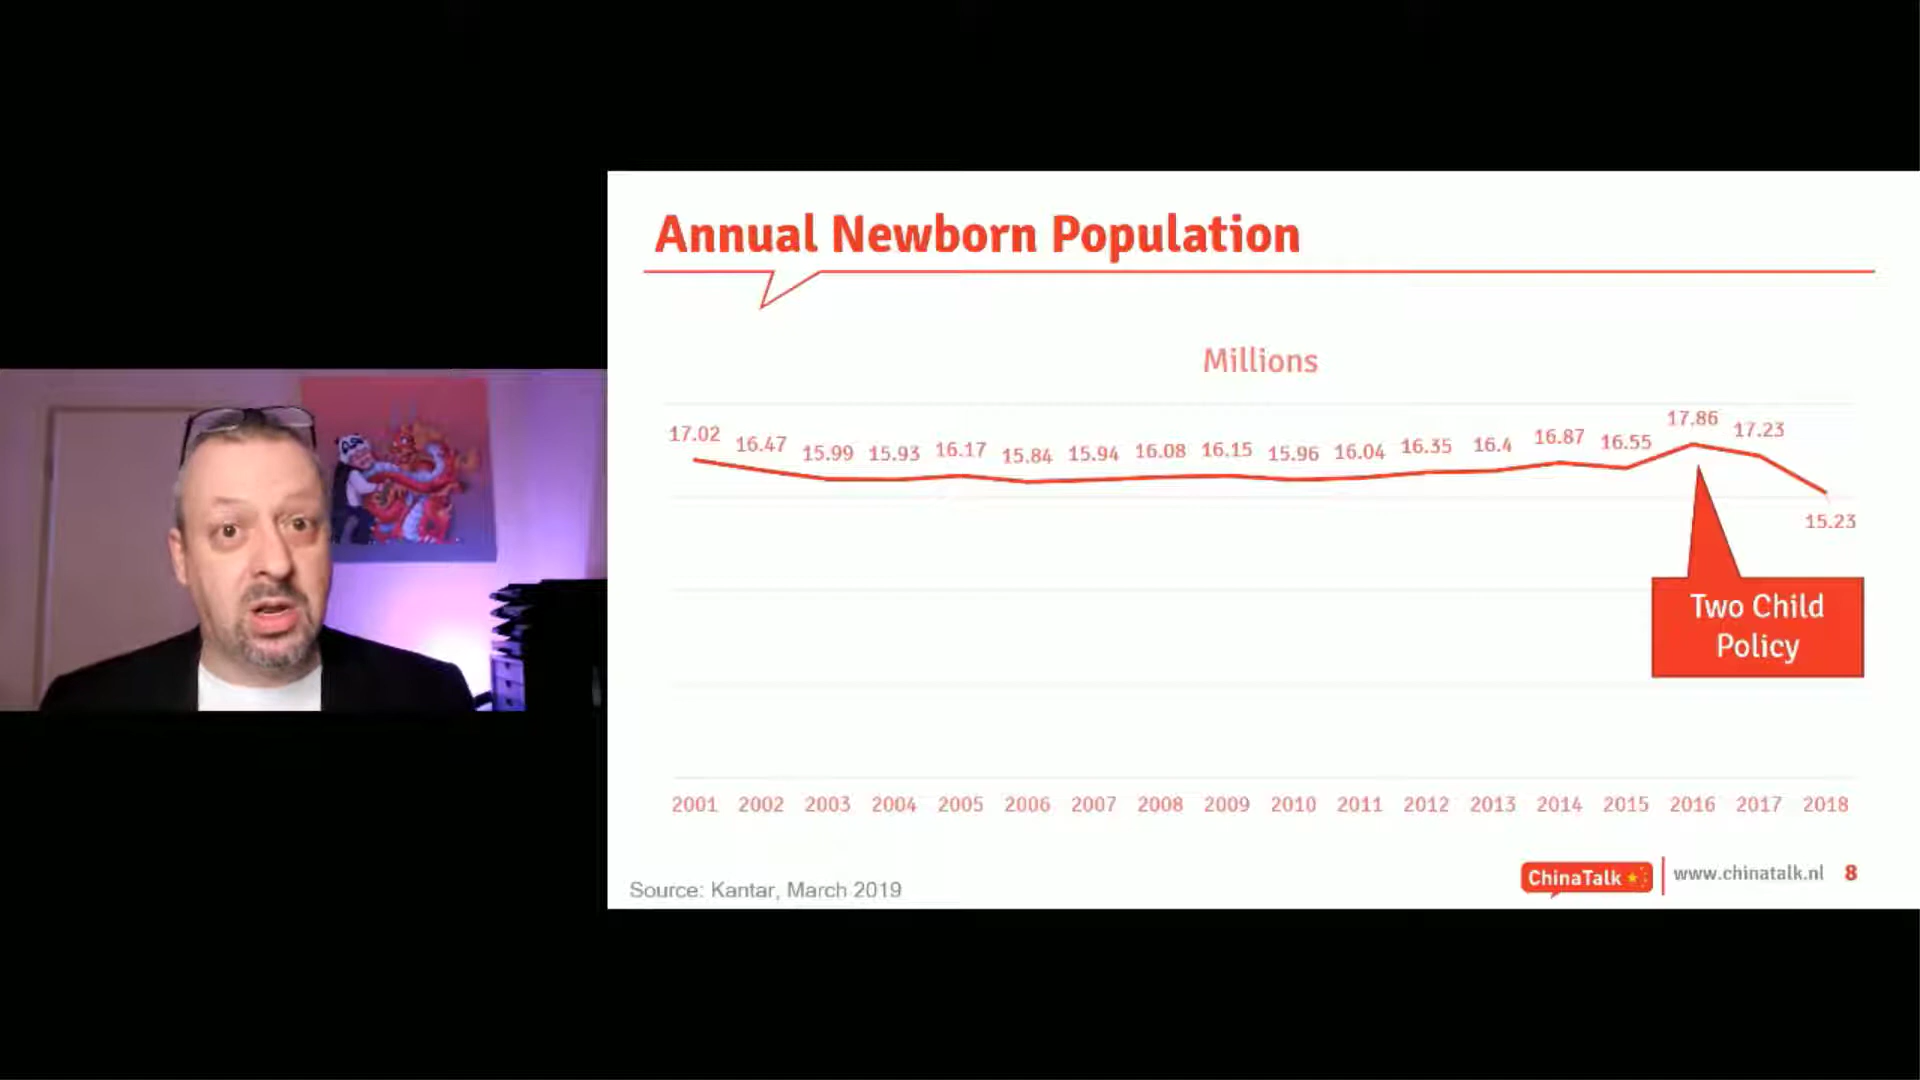 Annual Newborn Population
Millions
17.02 16.47 15.99 15.93 16.17 15.84 15.94 16.08 16.15 15.96 16.04 16.35 16.4 16.87 16.55 17.86 17.23 15.23
Two Child
Policy
2001 2002 2003 2004 2005 2006 2007 2008 2009 2010 2011 2012 2013 2014 2015 2016 2017 2018
Source: Kantar, March 2019
ChinaTalk www.chinatalk.nl 8